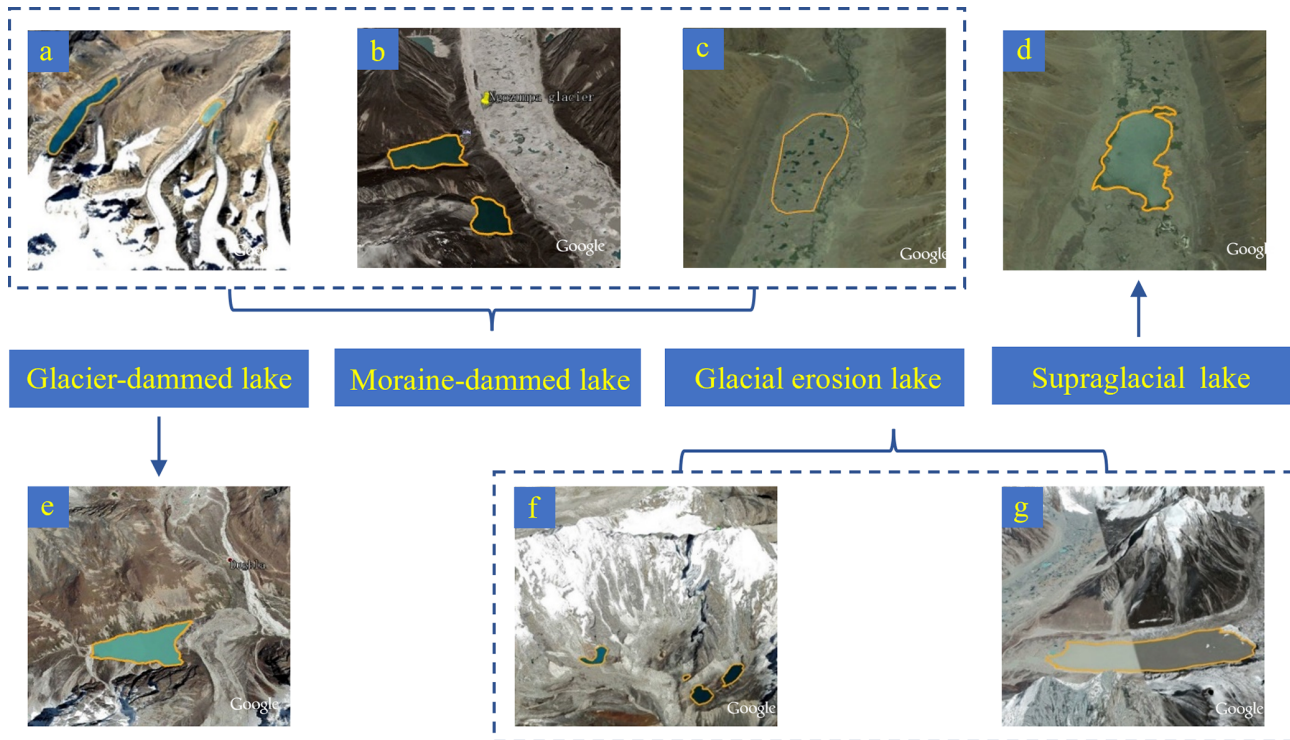 a
b
c
d
Ngozumpa glacier
Google
Google
Google
Google
Glacier-dammed lake
Moraine-dammed lake
Glacial erosion lake
Supraglacial lake
e
f
g
Google
Google
Google